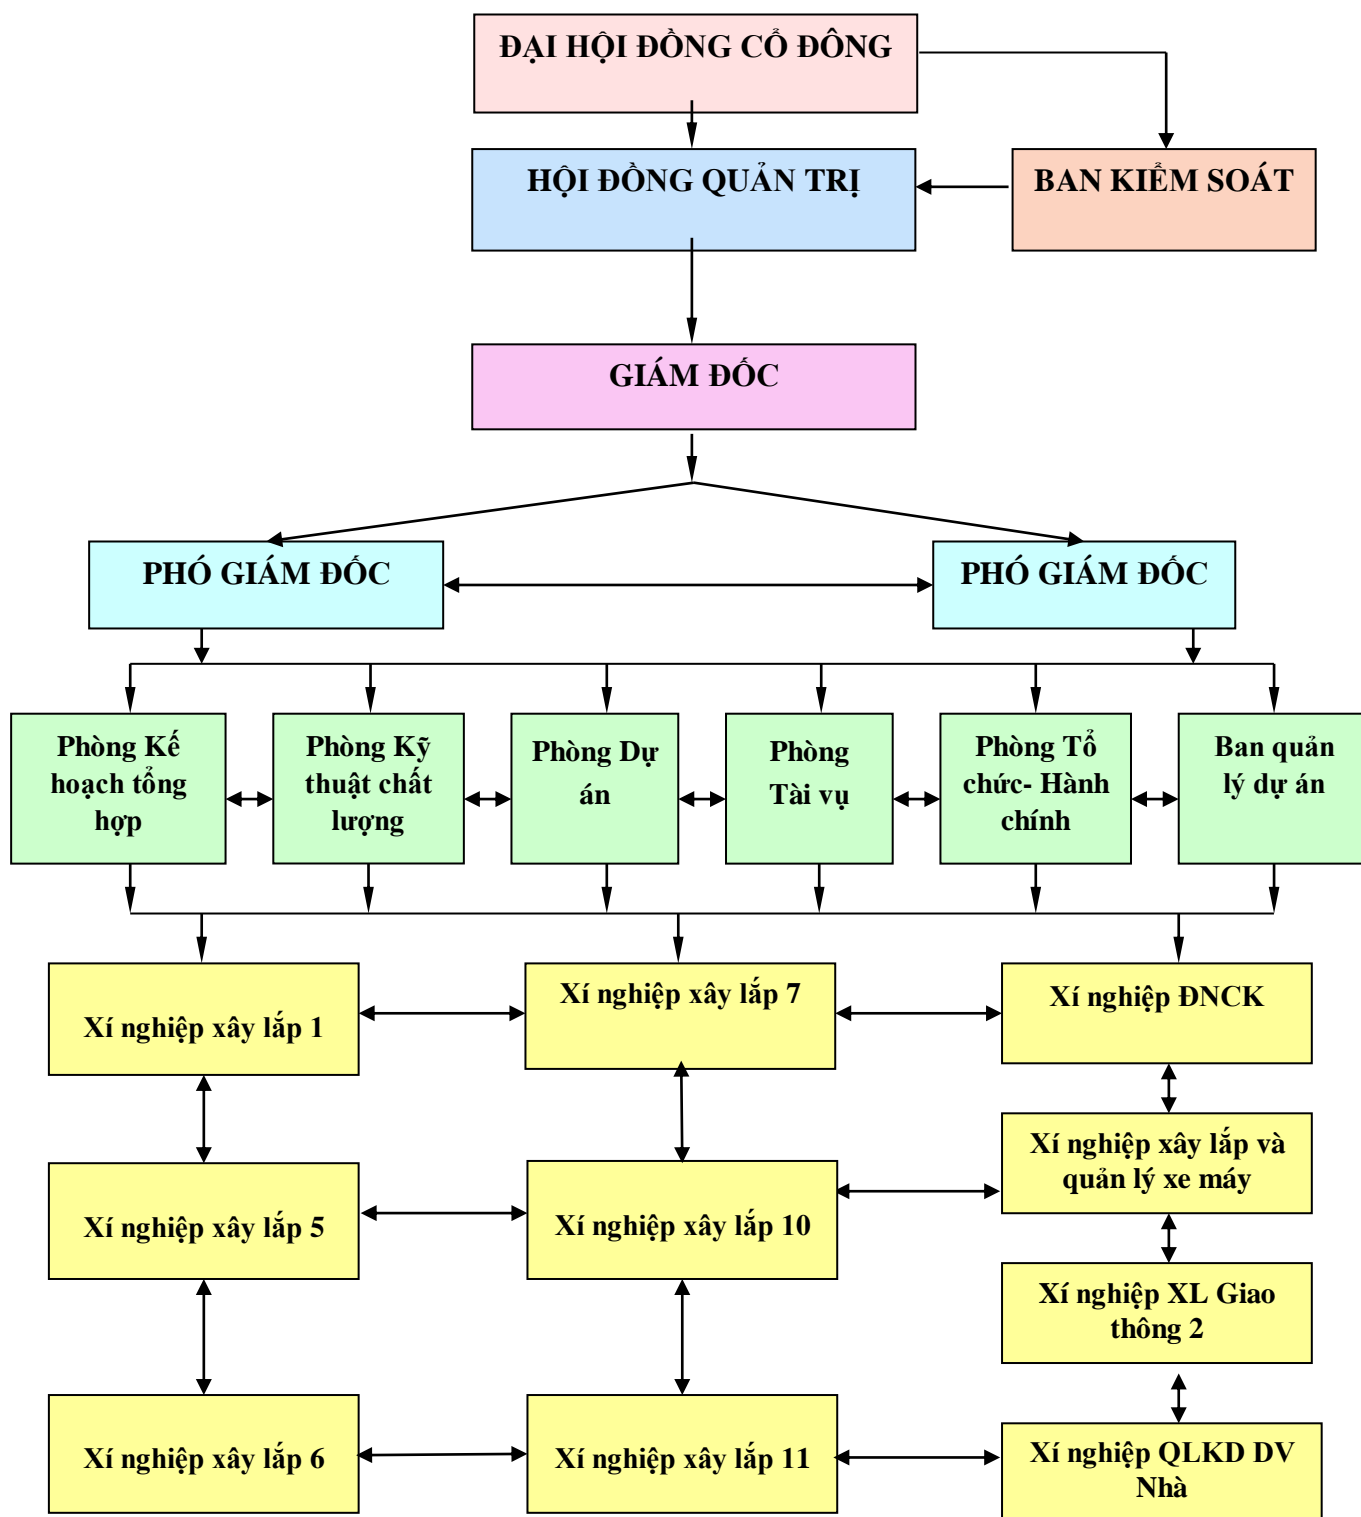 ĐẠI HỘI ĐỒNG CỔ ĐÔNG
HỘI ĐỒNG QUẢN TRỊ
BAN KIỂM SOÁT
GIÁM ĐỐC
PHÓ GIÁM ĐỐC
PHÓ GIÁM ĐỐC
Phòng Kế
hoạch tổng
hợp
Phòng Kỹ
thuật chất
lượng
Phòng Dự
án
Phòng
Tài vụ
Phòng Tổ
chức- Hành
chính
Ban quản
lý dự án
Xí nghiệp xây lắp 1
Xí nghiệp xây lắp 7
Xí nghiệp ĐNCK
Xí nghiệp xây lắp 5
Xí nghiệp xây lắp 10
Xí nghiệp xây lắp và
quản lý xe máy
Xí nghiệp XL Giao
thông 2
Xí nghiệp xây lắp 6
Xí nghiệp xây lắp 11
Xí nghiệp QLKD DV
Nhà